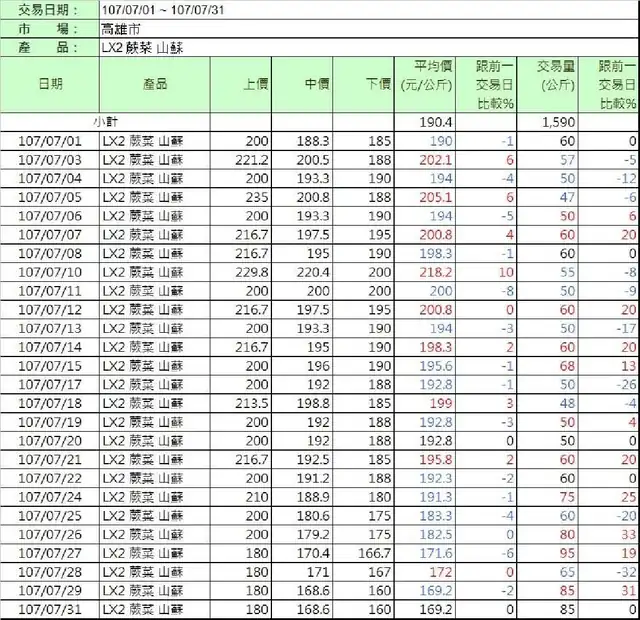 交易日期： 107/07/01 ~ 107/07/31
市 場： 高雄市
產 品： LX2 蕨菜 山蘇
日期 產品 上價 中價 下價 平均價(元/公斤) 跟前一交易日比較% 交易量(公斤) 跟前一交易日比較%
小計 190.4 1,590
107/07/01 LX2 蕨菜 山蘇 200 188.3 185 190 -1 60 0
107/07/03 LX2 蕨菜 山蘇 221.2 200.5 188 202.1 6 57 -5
107/07/04 LX2 蕨菜 山蘇 200 193.3 190 194 -4 50 -12
107/07/05 LX2 蕨菜 山蘇 235 200.8 188 205.1 6 47 -6
107/07/06 LX2 蕨菜 山蘇 200 193.3 190 194 -5 50 6
107/07/07 LX2 蕨菜 山蘇 216.7 197.5 195 200.8 4 60 20
107/07/08 LX2 蕨菜 山蘇 216.7 195 190 198.3 -1 60 0
107/07/10 LX2 蕨菜 山蘇 229.8 220.4 200 218.2 10 55 -8
107/07/11 LX2 蕨菜 山蘇 200 200 200 200 -8 50 -9
107/07/12 LX2 蕨菜 山蘇 216.7 197.5 195 200.8 0 60 20
107/07/13 LX2 蕨菜 山蘇 200 193.3 190 194 -3 50 -17
107/07/14 LX2 蕨菜 山蘇 216.7 195 190 198.3 2 60 20
107/07/15 LX2 蕨菜 山蘇 200 196 190 195.6 -1 68 13
107/07/17 LX2 蕨菜 山蘇 200 192 188 192.8 -1 50 -26
107/07/18 LX2 蕨菜 山蘇 213.5 198.8 185 199 3 48 -4
107/07/19 LX2 蕨菜 山蘇 200 192 188 192.8 -3 50 4
107/07/20 LX2 蕨菜 山蘇 200 192 188 192.8 0 50 0
107/07/21 LX2 蕨菜 山蘇 216.7 192.5 185 195.8 2 60 20
107/07/22 LX2 蕨菜 山蘇 200 191.2 188 192.3 -2 60 0
107/07/24 LX2 蕨菜 山蘇 210 188.9 180 191.3 -1 75 25
107/07/25 LX2 蕨菜 山蘇 200 180.6 175 183.3 -4 60 -20
107/07/26 LX2 蕨菜 山蘇 200 179.2 175 182.5 0 80 33
107/07/27 LX2 蕨菜 山蘇 180 170.4 166.7 171.6 -6 95 19
107/07/28 LX2 蕨菜 山蘇 180 171 167 172 0 65 -32
107/07/29 LX2 蕨菜 山蘇 180 168.6 160 169.2 -2 85 31
107/07/31 LX2 蕨菜 山蘇 180 168.6 160 169.2 0 85 0